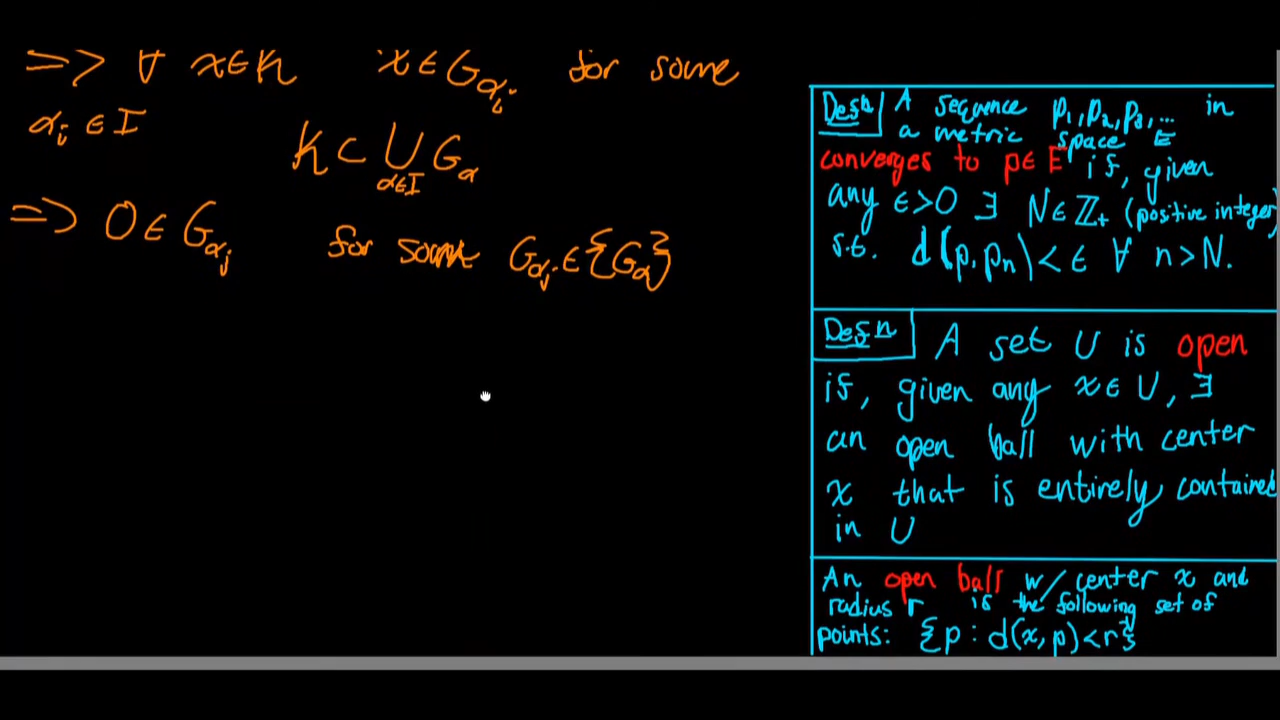 => ∀ x∈K x∈G_{α_i} for some
α_i ∈ I
K ⊂ ∪_{α∈I} G_α
=> 0 ∈ G_{α_j} for some G_{α_j} ∈ {G_α}
Defn A sequence p₁,p₂,p₃,... in
a metric space E
converges to p∈E if, given
any ϵ>0 ∃ N∈ℤ₊ (positive integer)
s.t. d(p,pₙ)<ϵ ∀ n>N.
Defn A set U is open
if, given any x∈U, ∃
an open ball with center
x that is entirely contained
in U
An open ball w/ center x and
radius r is the following set of
points: {p : d(x,p)<r}